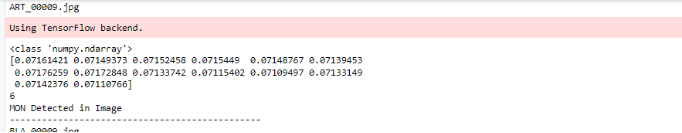 ART_00009.jpg
Using TensorFlow backend.
<class 'numpy.ndarray'>
[0.07161421 0.07149373 0.07152458 0.0715449  0.07148767 0.07139453
 0.07176259 0.07172848 0.07133742 0.07115402 0.07109497 0.07133149
 0.07142376 0.07110766]
6
MON Detected in Image
-----------------------------------------------
BLA_00009.jpg